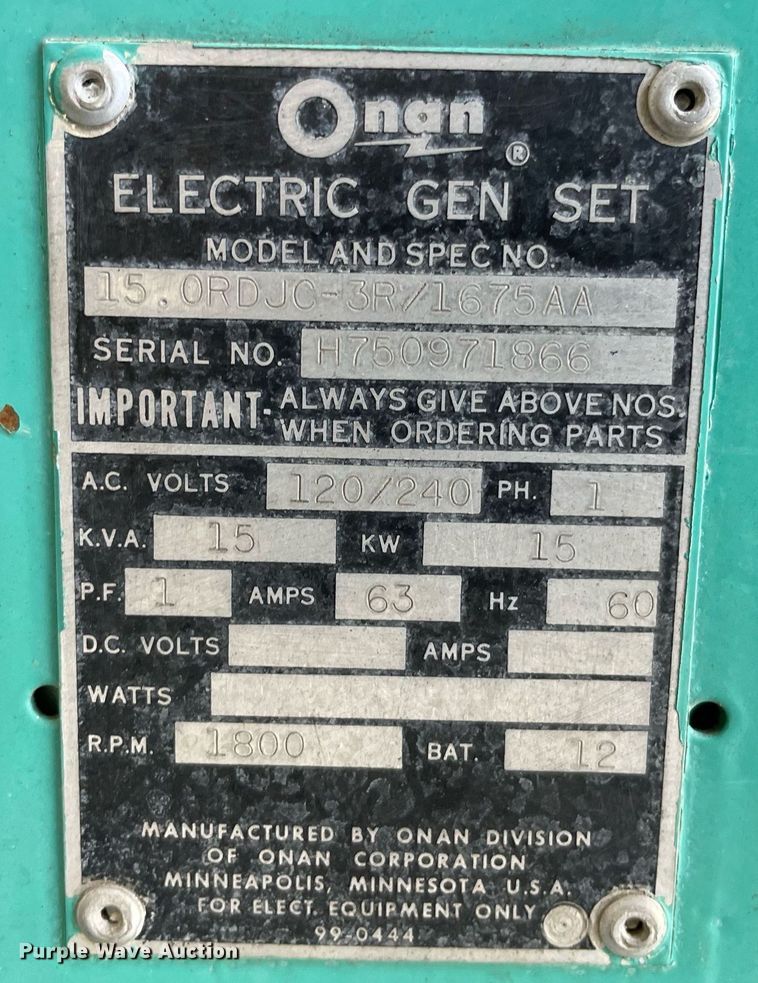 Onan ®
ELECTRIC GEN SET
MODEL AND SPEC NO.
15.0RDJC-3R/1675AA
SERIAL NO. H750971866
IMPORTANT- ALWAYS GIVE ABOVE NOS.
WHEN ORDERING PARTS
A.C. VOLTS 120/240 PH. 1
K.V.A. 15 KW 15
P.F. 1 AMPS 63 Hz 60
D.C. VOLTS AMPS
WATTS
R.P.M. 1800 BAT. 12
MANUFACTURED BY ONAN DIVISION
OF ONAN CORPORATION
MINNEAPOLIS, MINNESOTA U.S.A.
FOR ELECT. EQUIPMENT ONLY
99-0444
Purple Wave Auction